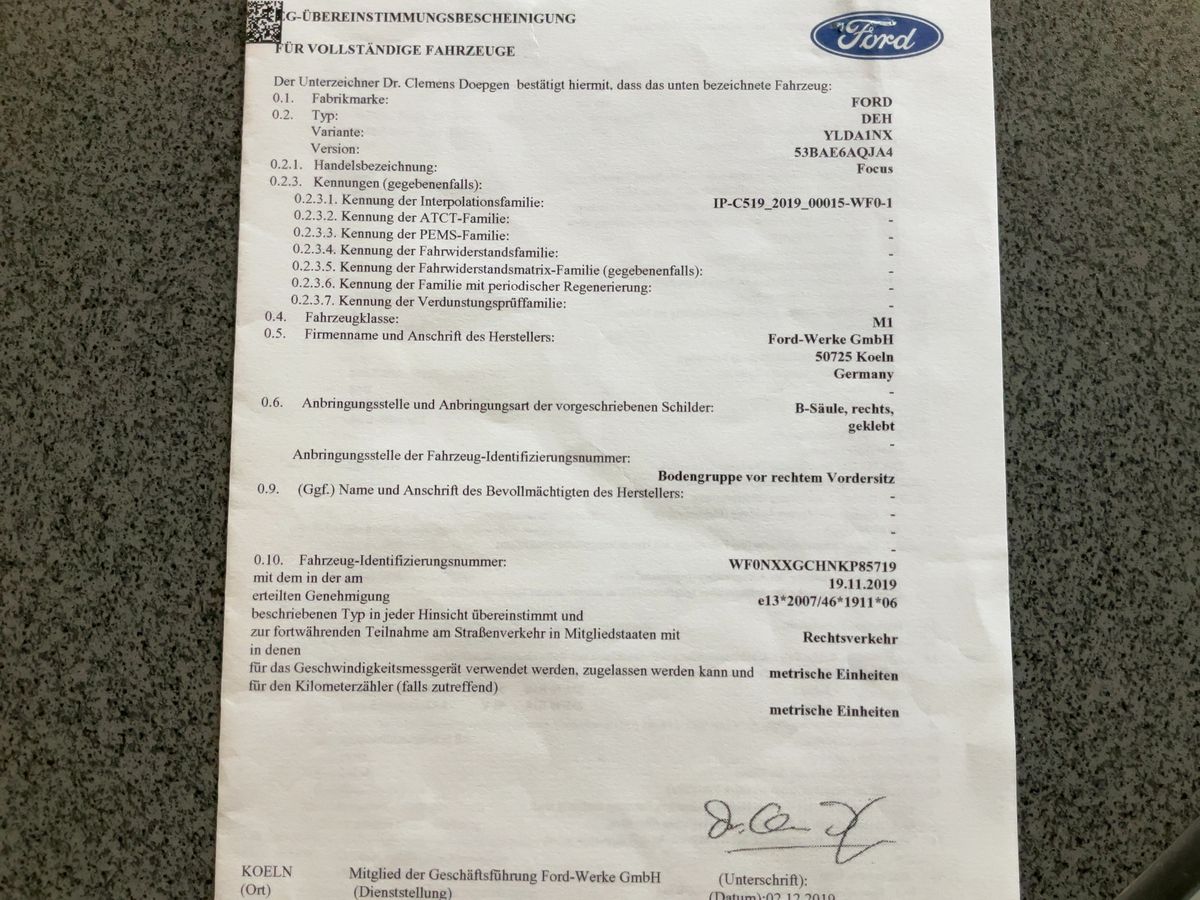 EG-ÜBEREINSTIMMUNGSBESCHEINIGUNG
Ford
FÜR VOLLSTÄNDIGE FAHRZEUGE
Der Unterzeichner Dr. Clemens Doepgen bestätigt hiermit, dass das unten bezeichnete Fahrzeug:
0.1. Fabrikmarke: FORD
0.2. Typ: DEH
Variante: YLDA1NX
Version: 53BAE6AQJA4
0.2.1. Handelsbezeichnung: Focus
0.2.3. Kennungen (gegebenenfalls):
0.2.3.1. Kennung der Interpolationsfamilie: IP-C519_2019_00015-WF0-1
0.2.3.2. Kennung der ATCT-Familie: -
0.2.3.3. Kennung der PEMS-Familie: -
0.2.3.4. Kennung der Fahrwiderstandsfamilie: -
0.2.3.5. Kennung der Fahrwiderstandsmatrix-Familie (gegebenenfalls): -
0.2.3.6. Kennung der Familie mit periodischer Regenerierung: -
0.2.3.7. Kennung der Verdunstungsprüffamilie: -
0.4. Fahrzeugklasse: M1
0.5. Firmenname und Anschrift des Herstellers: Ford-Werke GmbH
50725 Koeln
Germany
-
0.6. Anbringungsstelle und Anbringungsart der vorgeschriebenen Schilder: B-Säule, rechts,
geklebt
-
Anbringungsstelle der Fahrzeug-Identifizierungsnummer:
Bodengruppe vor rechtem Vordersitz
0.9. (Ggf.) Name und Anschrift des Bevollmächtigten des Herstellers: -
-
-
-
0.10. Fahrzeug-Identifizierungsnummer: WF0NXXGCHNKP85719
mit dem in der am 19.11.2019
erteilten Genehmigung e13*2007/46*1911*06
beschriebenen Typ in jeder Hinsicht übereinstimmt und
zur fortwährenden Teilnahme am Straßenverkehr in Mitgliedstaaten mit Rechtsverkehr
in denen
für das Geschwindigkeitsmessgerät verwendet werden, zugelassen werden kann und metrische Einheiten
für den Kilometerzähler (falls zutreffend)
metrische Einheiten
KOELN Mitglied der Geschäftsführung Ford-Werke GmbH (Unterschrift):
(Ort) (Dienststellung) (Datum):02.12.2019